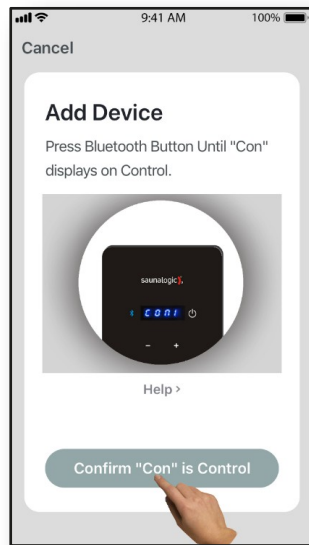 9:41 AM 100%
Cancel
Add Device
Press Bluetooth Button Until "Con"
displays on Control.
saunalogic
CON1
Help >
Confirm "Con" is Control